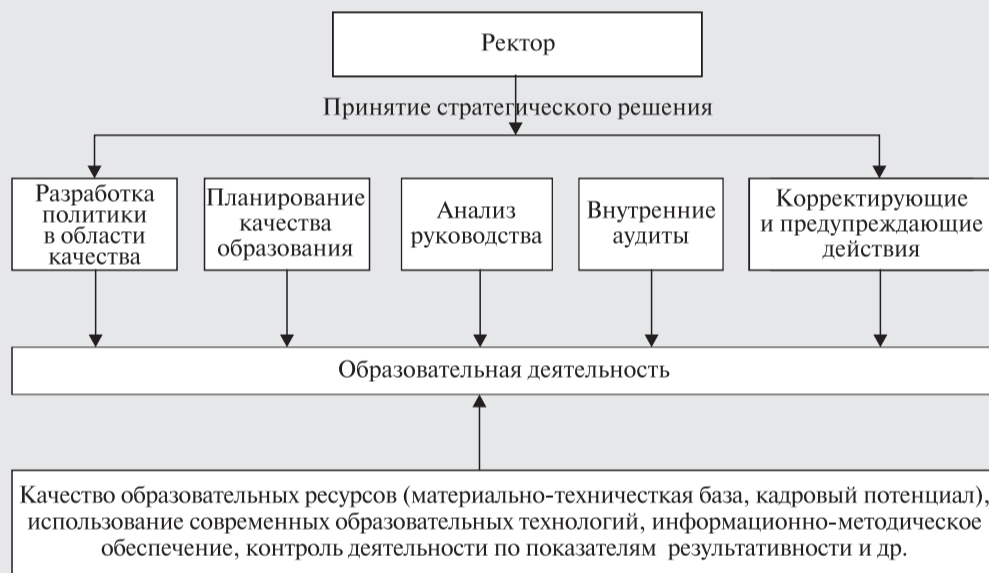 Ректор
Принятие стратегического решения
Разработка
политики
в области
качества
Планирование
качества
образования
Анализ
руководства
Внутренние
аудиты
Корректирующие
и предупреждающие
действия
Образовательная деятельность
Качество образовательных ресурсов (материально-техничесткая база, кадровый потенциал),
использование современных образовательных технологий, информационно-методическое
обеспечение, контроль деятельности по показателям результативности и др.